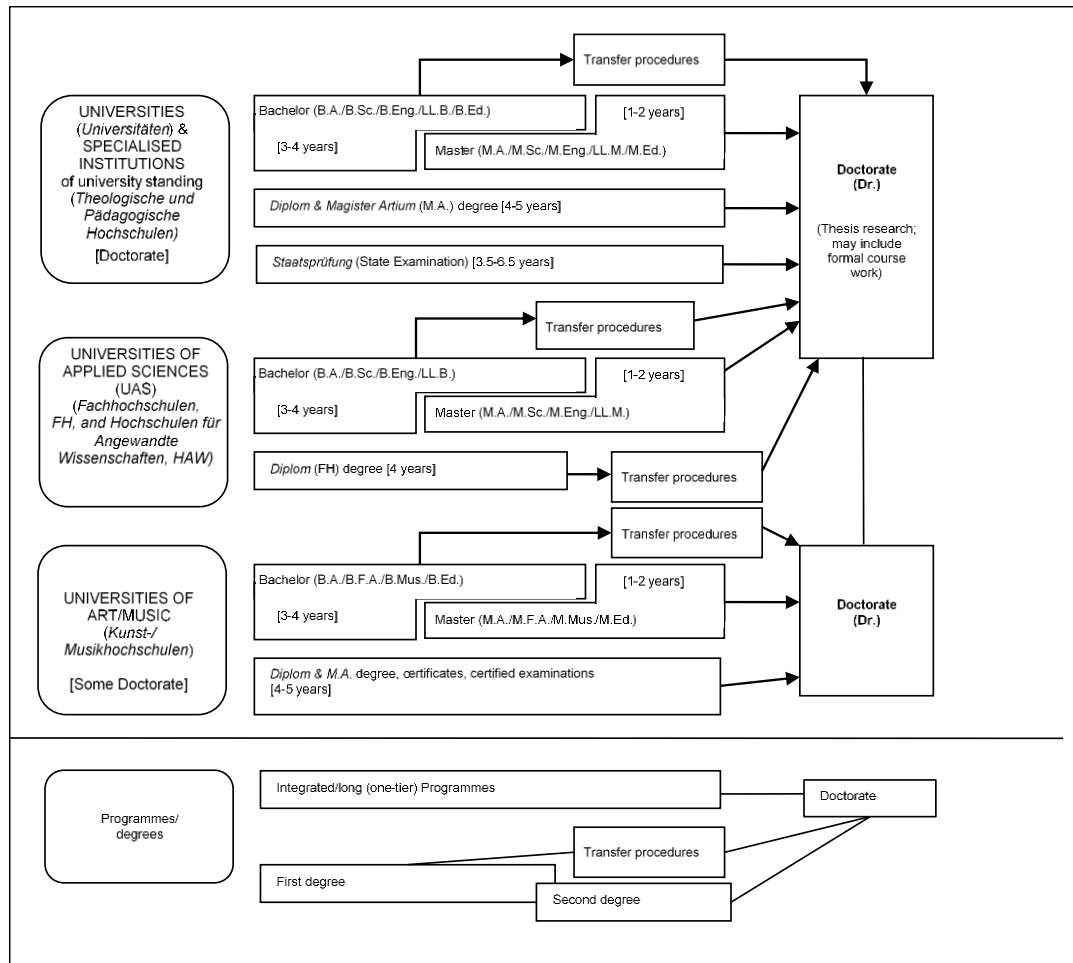 Transfer procedures
UNIVERSITIES
(Universitäten) &
SPECIALISED
INSTITUTIONS
of university standing
(Theologische und
Pädagogische
Hochschulen)
[Doctorate]
Bachelor (B.A./B.Sc./B.Eng./LL.B./B.Ed.)
[3-4 years]
[1-2 years]
Master (M.A./M.Sc./M.Eng./LL.M./M.Ed.)
Diplom & Magister Artium (M.A.) degree [4-5 years]
Staatsprüfung (State Examination) [3.5-6.5 years]
Doctorate
(Dr.)
(Thesis research;
may include
formal course
work)
Transfer procedures
UNIVERSITIES OF
APPLIED SCIENCES
(UAS)
(Fachhochschulen,
FH, and Hochschulen für
Angewandte
Wissenschaften, HAW)
Bachelor (B.A./B.Sc./B.Eng./LL.B.)
[3-4 years]
[1-2 years]
Master (M.A./M.Sc./M.Eng./LL.M.)
Diplom (FH) degree [4 years]
Transfer procedures
Transfer procedures
UNIVERSITIES OF
ART/MUSIC
(Kunst-/
Musikhochschulen)
[Some Doctorate]
Bachelor (B.A./B.F.A./B.Mus./B.Ed.)
[3-4 years]
[1-2 years]
Master (M.A./M.F.A./M.Mus./M.Ed.)
Diplom & M.A. degree, certificates, certified examinations
[4-5 years]
Doctorate
(Dr.)
Programmes/
degrees
Integrated/long (one-tier) Programmes
Doctorate
Transfer procedures
First degree
Second degree